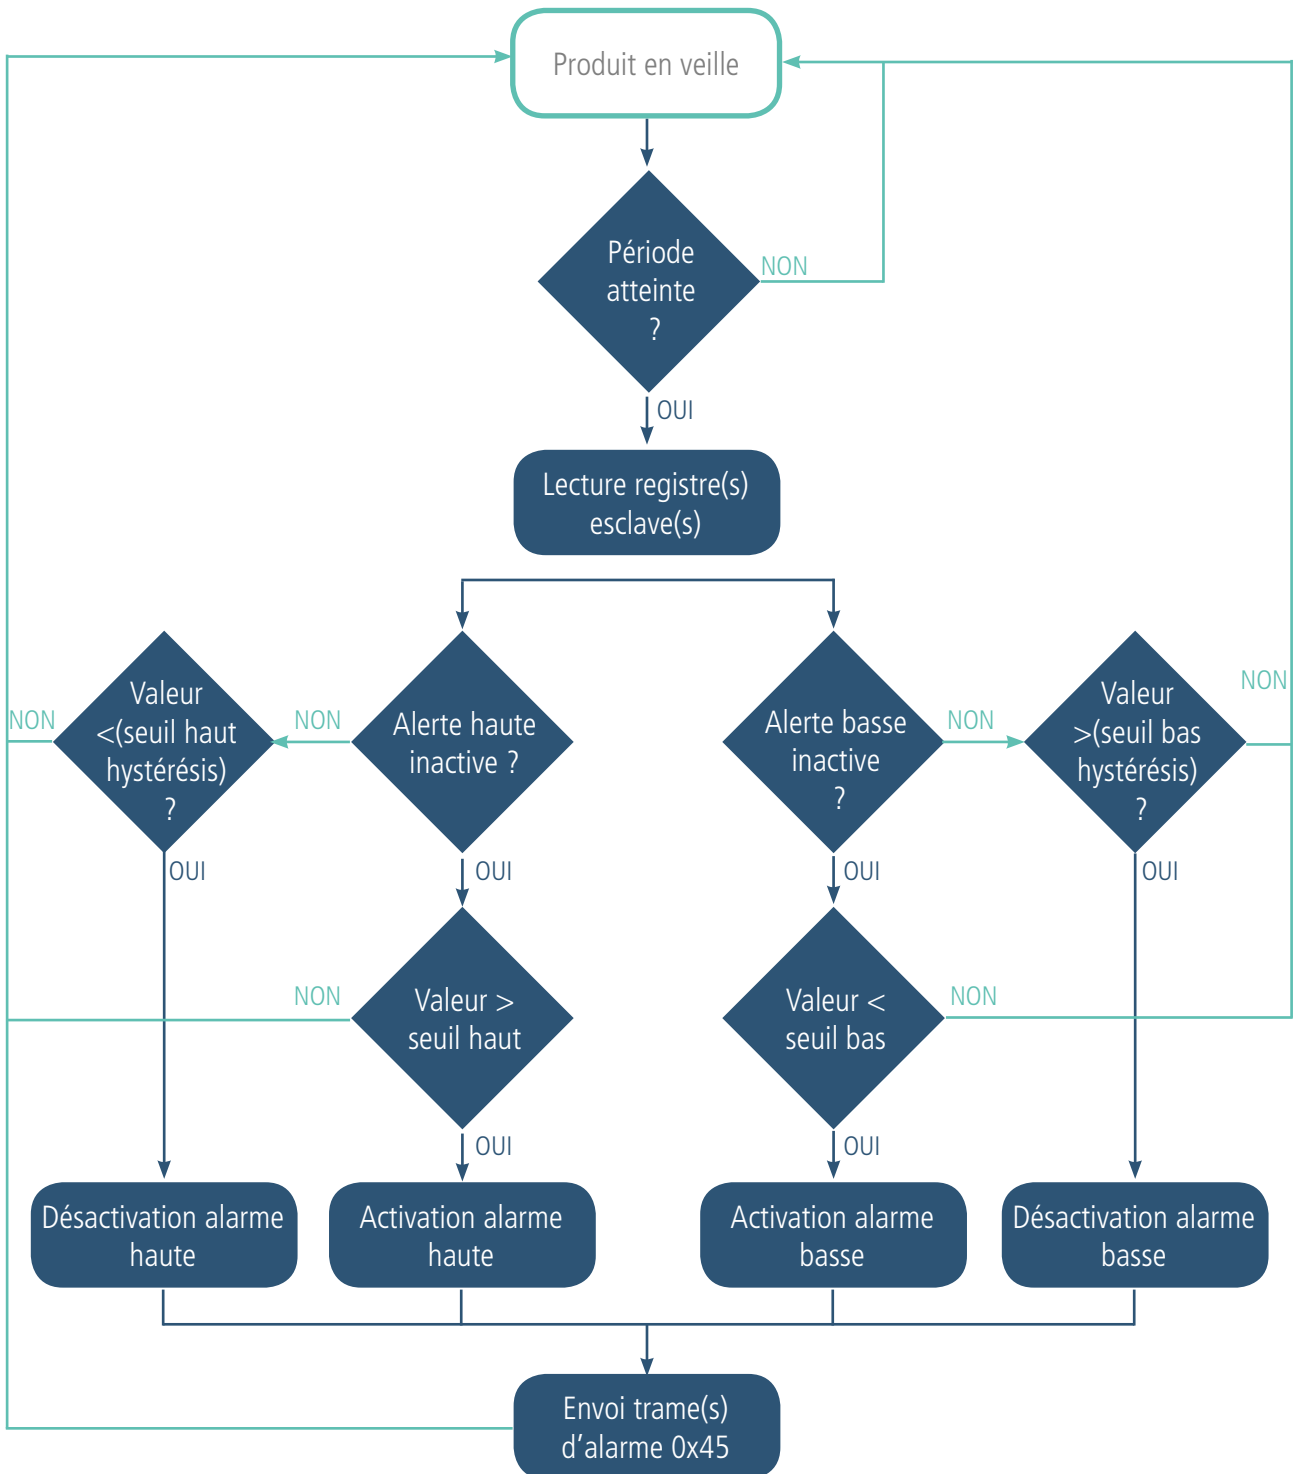 Produit en veille
Période
atteinte
?
NON
OUI
Lecture registre(s)
esclave(s)
Valeur
<(seuil haut
hystérésis)
?
NON
NON
Alerte haute
inactive ?
Alerte basse
inactive
?
NON
Valeur
>(seuil bas
hystérésis)
?
NON
OUI
OUI
OUI
OUI
NON
Valeur >
seuil haut
Valeur <
seuil bas
NON
OUI
OUI
Désactivation alarme
haute
Activation alarme
haute
Activation alarme
basse
Désactivation alarme
basse
Envoi trame(s)
d’alarme 0x45